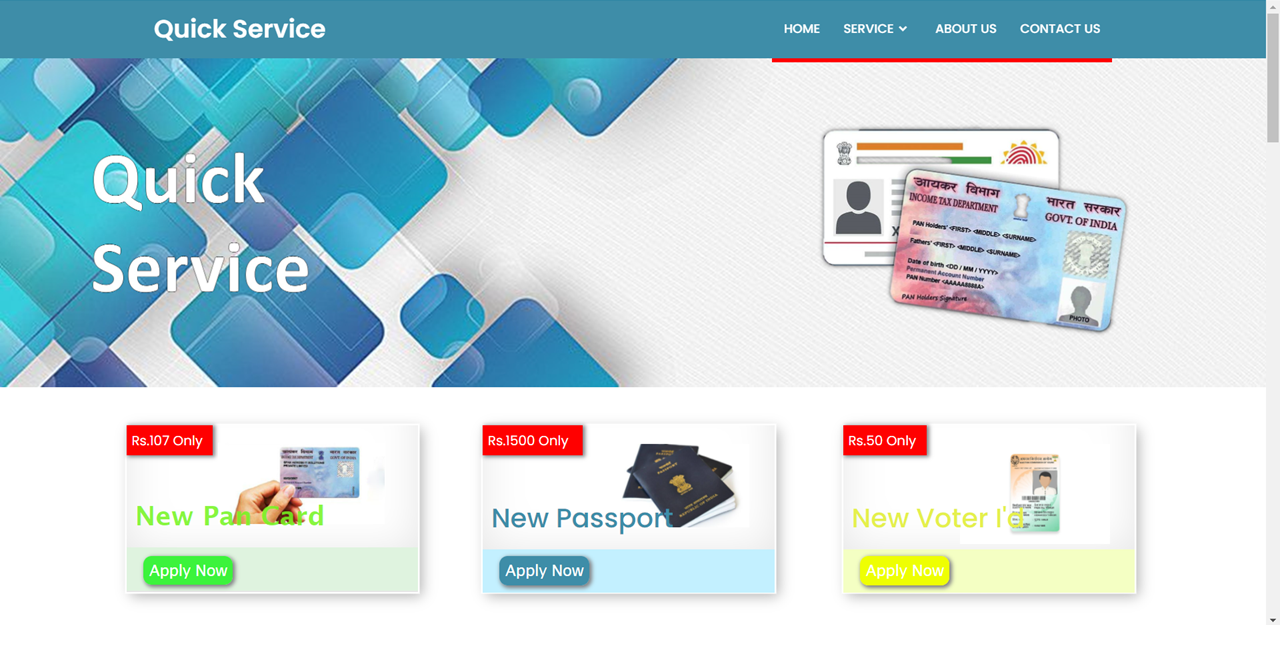 Quick Service
HOME
SERVICE
ABOUT US
CONTACT US
Quick
Service
आयकर विभाग
INCOME TAX DEPARTMENT
भारत सरकार
GOVT. OF INDIA
PAN Holders' <FIRST> <MIDDLE> <SURNAME>
Fathers' <FIRST> <MIDDLE> <SURNAME>
Date of birth <DD / MM / YYYY>
Permanent Account Number
PAN Number <AAAAA8888A>
PAN Holders Signature
PHOTO
Rs.107 Only
New Pan Card
Apply Now
Rs.1500 Only
PASSPORT
New Passport
Apply Now
Rs.50 Only
New Voter I'd
Apply Now